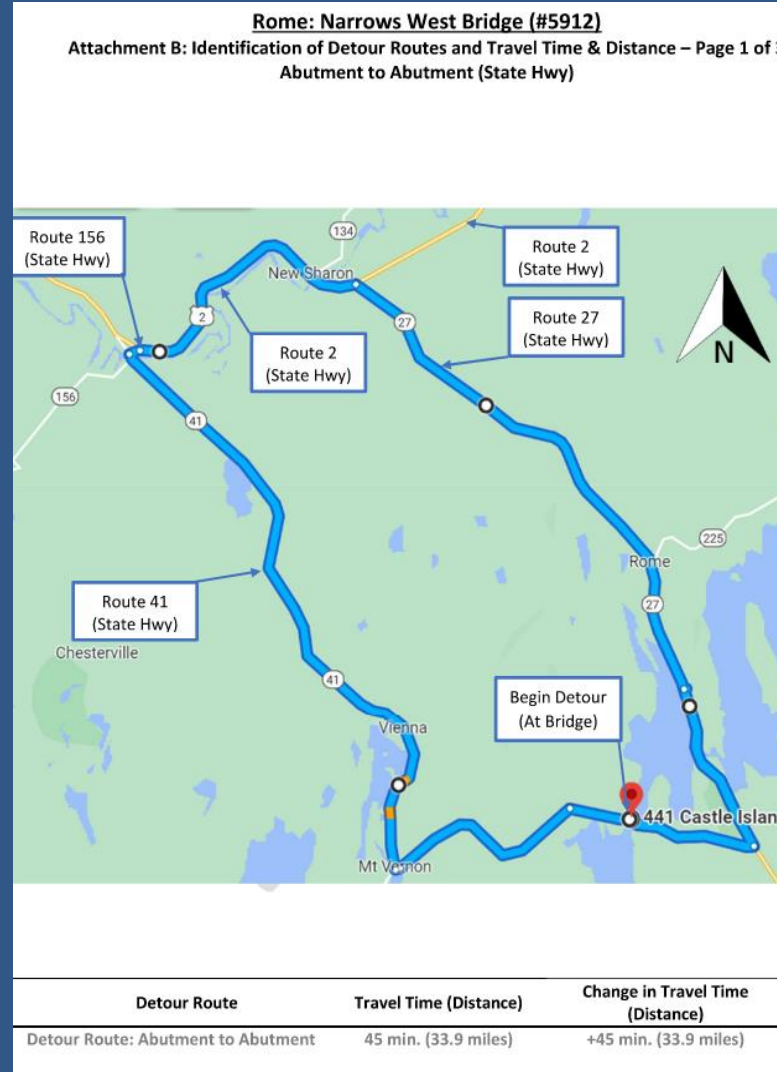 Rome: Narrows West Bridge (#5912)
Attachment B: Identification of Detour Routes and Travel Time & Distance – Page 1 of
Abutment to Abutment (State Hwy)
Route 156
(State Hwy)
134
Route 2
(State Hwy)
New Sharon
2
27
Route 27
(State Hwy)
N
Route 2
(State Hwy)
156
41
225
Rome
27
Route 41
(State Hwy)
Chesterville
41
Begin Detour
(At Bridge)
Vienna
441 Castle Islan
Mt Vernon
Detour Route
Travel Time (Distance)
Change in Travel Time
(Distance)
Detour Route: Abutment to Abutment
45 min. (33.9 miles)
+45 min. (33.9 miles)